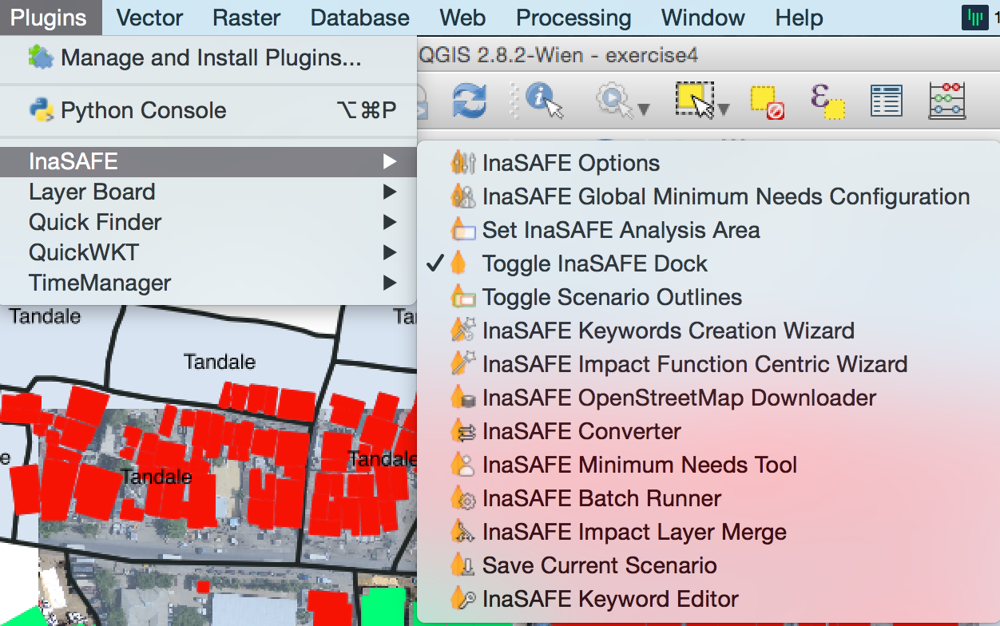 Plugins Vector Raster Database Web Processing Window Help 1
Manage and Install Plugins...
QGIS 2.8.2-Wien - exercise4
Python Console ⌥⌘P
InaSAFE
Layer Board
Quick Finder
QuickWKT
TimeManager
InaSAFE Options
InaSAFE Global Minimum Needs Configuration
Set InaSAFE Analysis Area
Toggle InaSAFE Dock
Toggle Scenario Outlines
InaSAFE Keywords Creation Wizard
InaSAFE Impact Function Centric Wizard
InaSAFE OpenStreetMap Downloader
InaSAFE Converter
InaSAFE Minimum Needs Tool
InaSAFE Batch Runner
InaSAFE Impact Layer Merge
Save Current Scenario
InaSAFE Keyword Editor
Tandale
Tandale
Tandale
Tandale